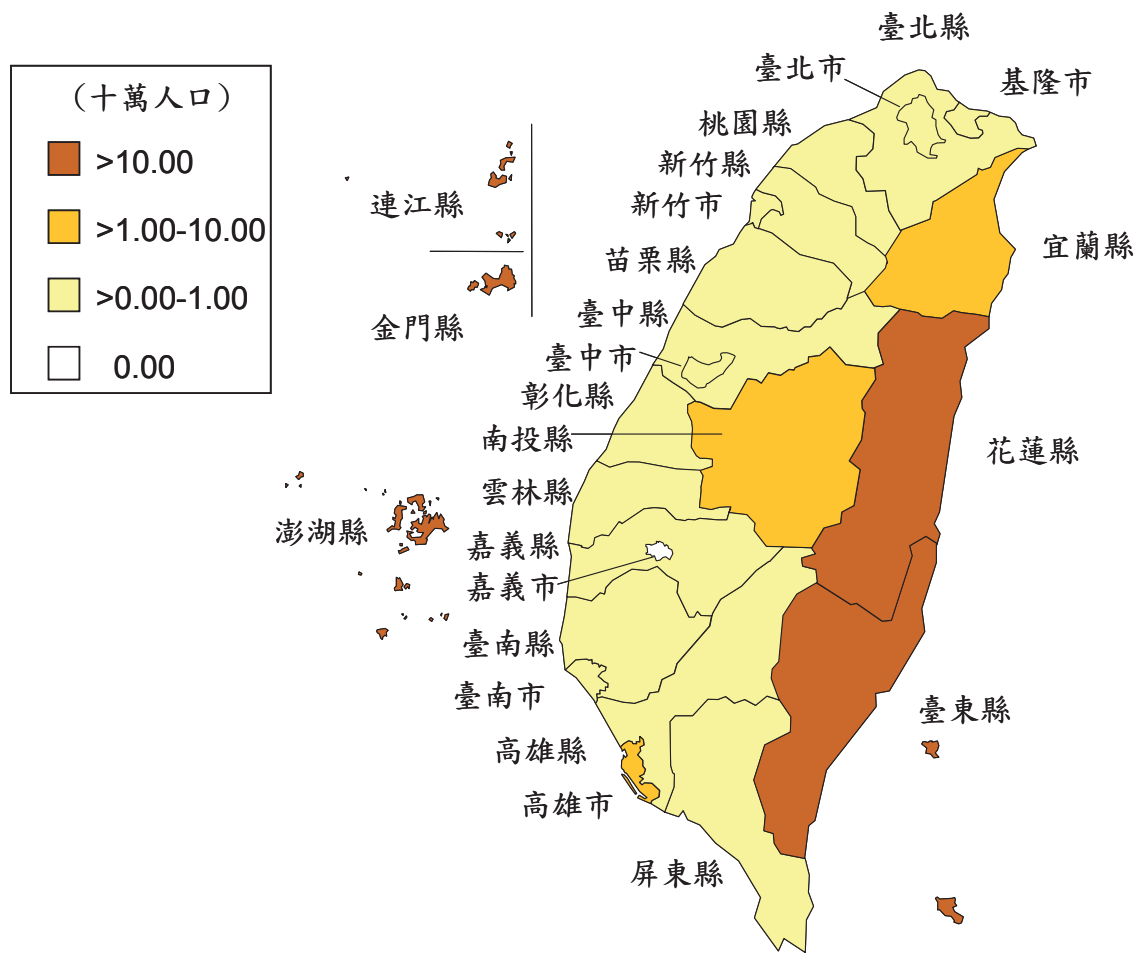 (十萬人口)
>10.00
>1.00-10.00
>0.00-1.00
0.00
臺北縣
臺北市
基隆市
桃園縣
新竹縣
新竹市
連江縣
宜蘭縣
苗栗縣
臺中縣
金門縣
臺中市
彰化縣
南投縣
花蓮縣
雲林縣
澎湖縣
嘉義縣
嘉義市
臺南縣
臺南市
臺東縣
高雄縣
高雄市
屏東縣